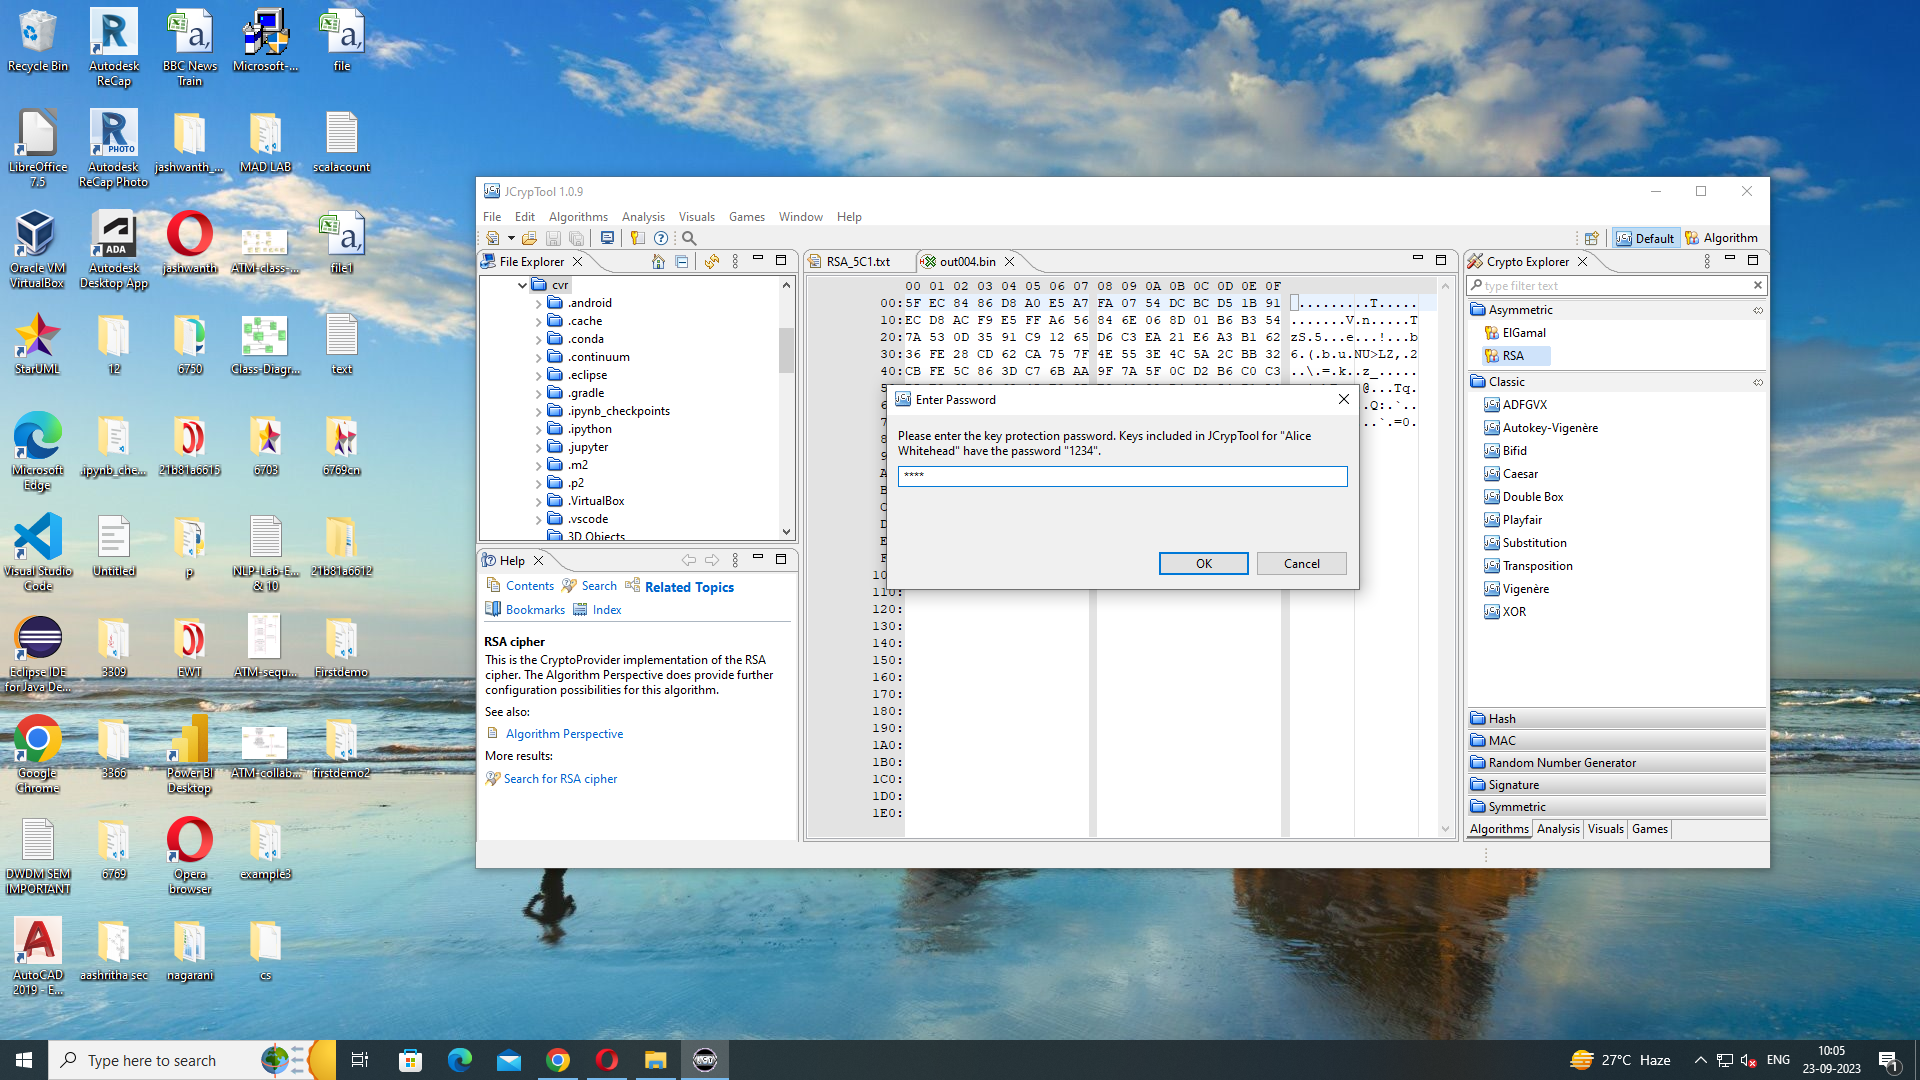 Recycle Bin
Autodesk ReCap
BBC News Train
Microsoft-...
file
LibreOffice 7.5
Autodesk ReCap Photo
jashwanth_...
MAD LAB
scalacount
Oracle VM VirtualBox
Autodesk Desktop App
jashwanth
ATM-class-...
file1
StarUML
12
6750
Class-Diagr...
text
Microsoft Edge
.ipynb_che...
21b81a6615
6703
6769cn
Visual Studio Code
Untitled
p
NLP-Lab-E... & 10
21b81a6612
Eclipse IDE for Java De...
3309
EWT
ATM-sequ...
Firstdemo
Google Chrome
3366
Power BI Desktop
ATM-collab...
firstdemo2
DWDM SEM IMPORTANT
6769
Opera browser
example3
AutoCAD 2019 - E...
aashritha sec
nagarani
cs
JCrypTool 1.0.9
File Edit Algorithms Analysis Visuals Games Window Help
Default Algorithm
File Explorer
cvr
.android
.cache
.conda
.continuum
.eclipse
.gradle
.ipynb_checkpoints
.ipython
.jupyter
.m2
.p2
.VirtualBox
.vscode
3D Objects
Help
Contents Search Related Topics
Bookmarks Index
RSA cipher
This is the CryptoProvider implementation of the RSA
cipher. The Algorithm Perspective does provide further
configuration possibilities for this algorithm.
See also:
Algorithm Perspective
More results:
Search for RSA cipher
RSA_5C1.txt out004.bin
00 01 02 03 04 05 06 07 08 09 0A 0B 0C 0D 0E 0F
00: 5F EC 84 86 D8 A0 E5 A7 FA 07 54 DC BC D5 1B 91 .........T.....
10: EC D8 AC F9 E5 FF A6 56 84 6E 06 8D 01 B6 B3 54 .......V.n.....T
20: 7A 53 0D 35 91 C9 12 65 D6 C3 EA 21 E6 A3 B1 62 zS.5...e...!...b
30: 36 FE 28 CD 62 CA 75 7F 4E 55 3E 4C 5A 2C BB 32 6.(.b.u.NU>LZ,.2
40: CB FE 5C 86 3D C7 6B AA 9F 7A 5F 0C D2 B6 C0 C3 ..\.=.k..z_.....
@...Tq.
.Q:.`..
..`.=0.
110:
120:
130:
140:
150:
160:
170:
180:
190:
1A0:
1B0:
1C0:
1D0:
1E0:
Enter Password
Please enter the key protection password. Keys included in JCrypTool for "Alice
Whitehead" have the password "1234".
****
OK Cancel
Crypto Explorer
type filter text
Asymmetric
ElGamal
RSA
Classic
ADFGVX
Autokey-Vigenère
Bifid
Caesar
Double Box
Playfair
Substitution
Transposition
Vigenère
XOR
Hash
MAC
Random Number Generator
Signature
Symmetric
Algorithms Analysis Visuals Games
Type here to search
27°C Haze
ENG
10:05
23-09-2023
1